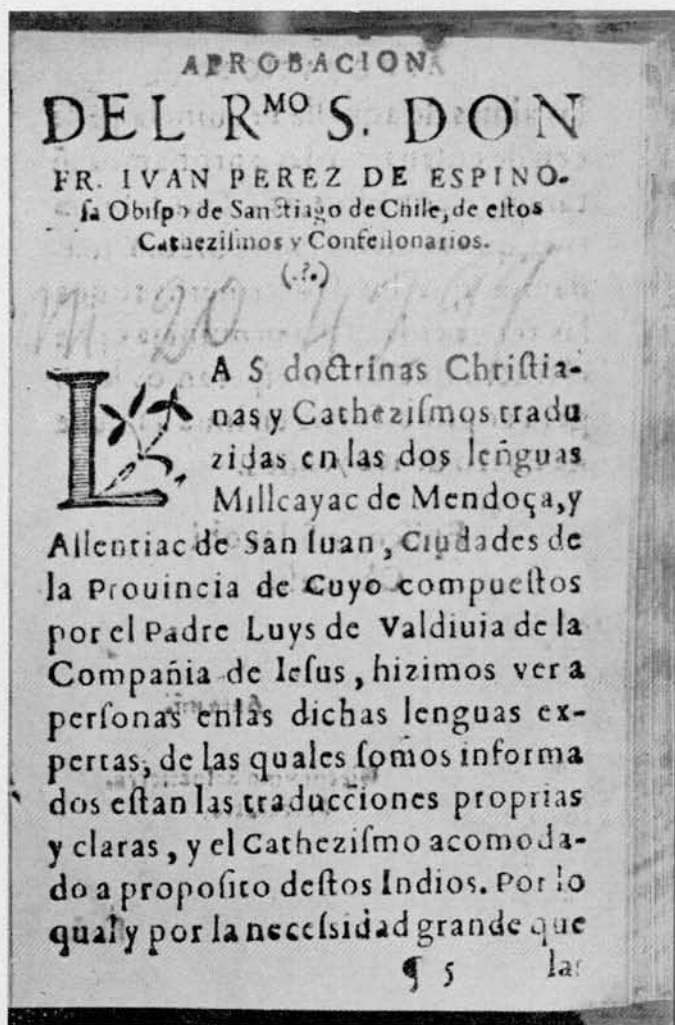 APROBACION
DEL Rᴹᴼ S. DON
FR. IVAN PEREZ DE ESPINO-
ſa Obiſpo de Sanctiago de Chile, de eſtos
Catheziſmos y Confeſionarios.
(.?.)
LAS doctrinas Chriſtia-
nas y Catheziſmos tradu
zidas en las dos leñguas
Millcayac de Mendoça, y
Allentiac de San Iuan, Ciudades de
la Prouincia de Cuyo compueſtos
por el Padre Luys de Valdiuia de la
Compañia de Ieſus, hizimos ver a
perſonas enlas dichas lenguas ex-
pertas, de las quales ſomos informa
dos eſtan las traducciones proprias
y claras, y el Catheziſmo acomoda-
do a propoſito deſtos Indios. Por lo
qual y por la neceſsidad grande que
¶ 5 las